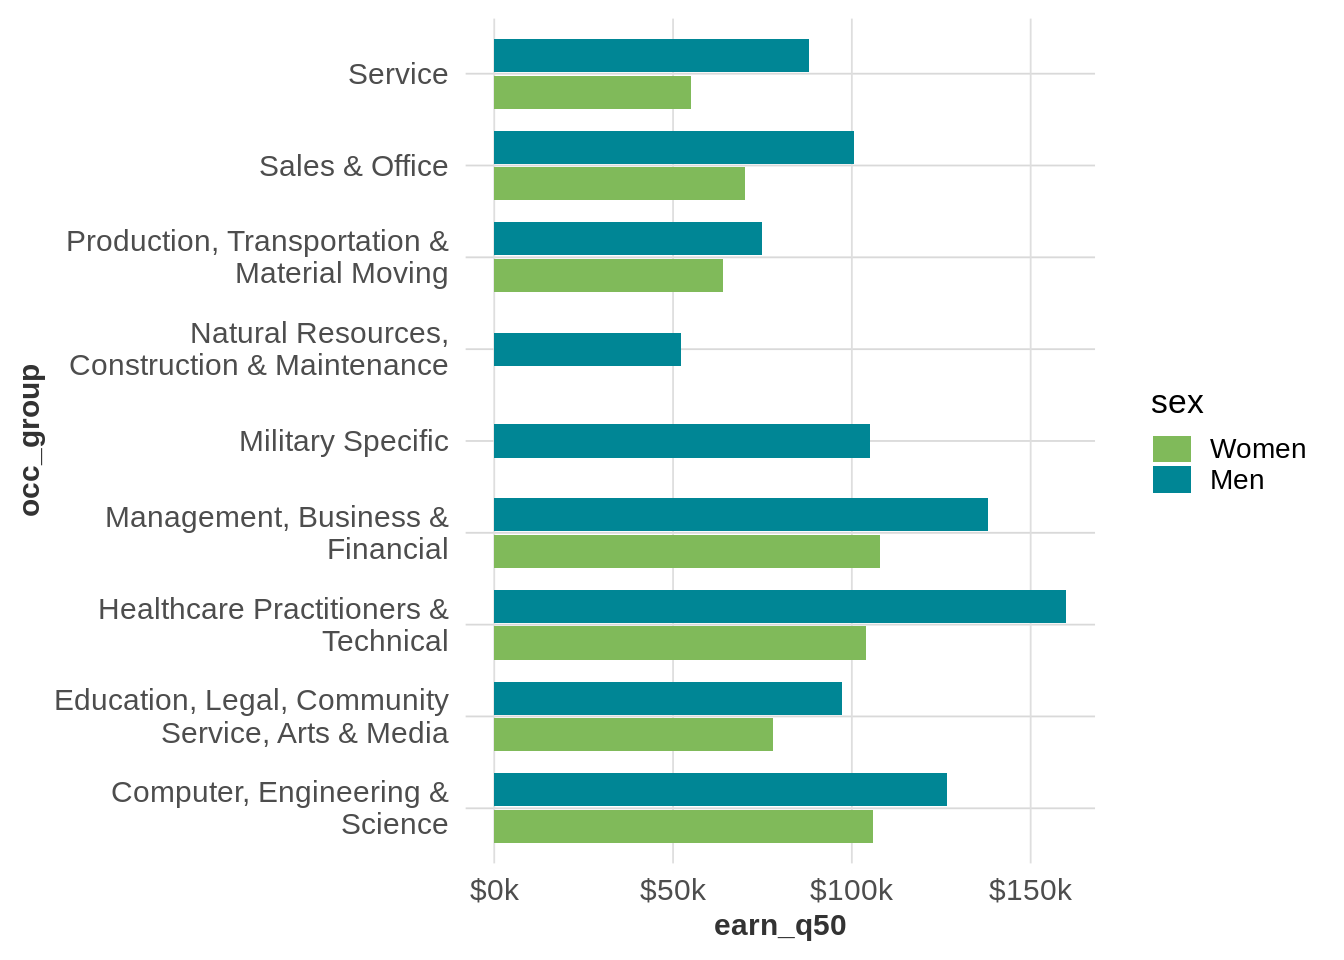 Service
Sales & Office
Production, Transportation &
Material Moving
Natural Resources,
Construction & Maintenance
Military Specific
Management, Business &
Financial
Healthcare Practitioners &
Technical
Education, Legal, Community
Service, Arts & Media
Computer, Engineering &
Science
occ_group
$0k $50k $100k $150k
earn_q50
sex
Women
Men